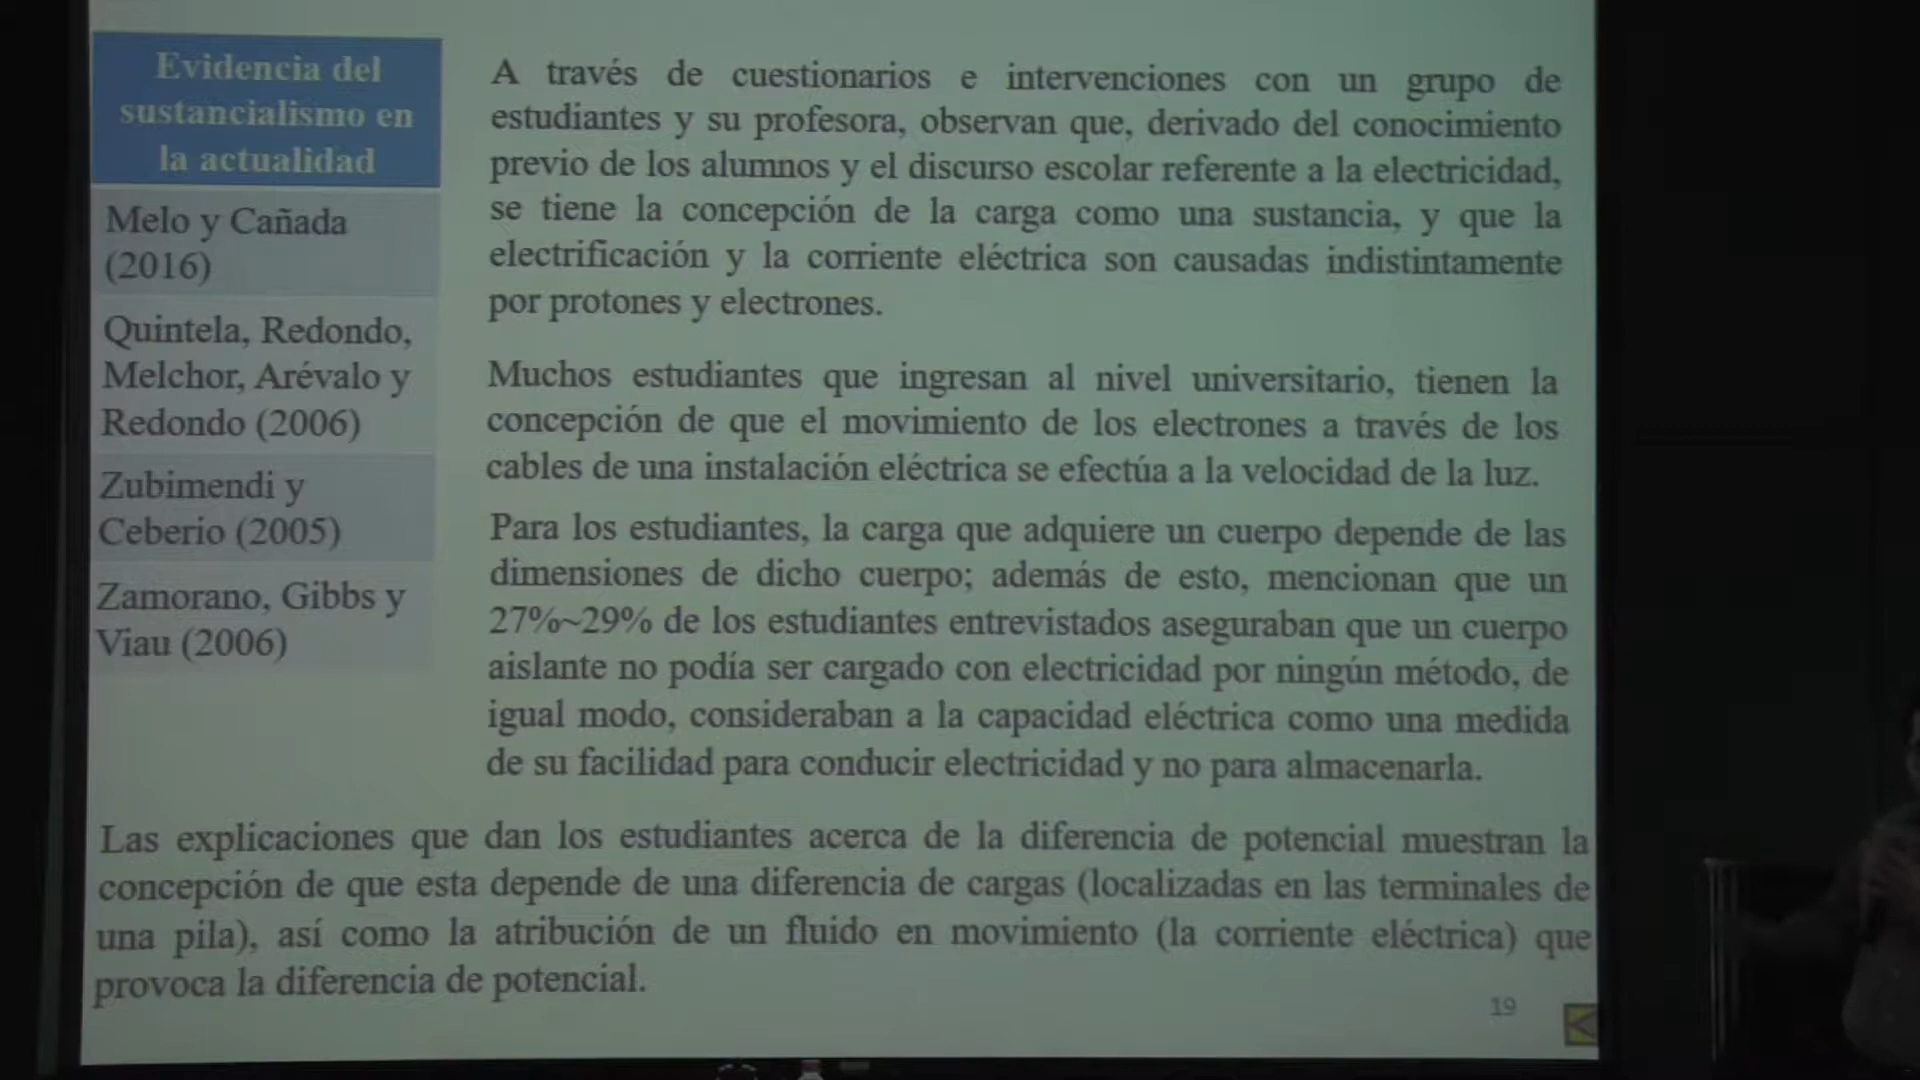 Evidencia del
sustancialismo en
la actualidad
Melo y Cañada
(2016)
Quintela, Redondo,
Melchor, Arévalo y
Redondo (2006)
Zubimendi y
Ceberio (2005)
Zamorano, Gibbs y
Viau (2006)
A través de cuestionarios e intervenciones con un grupo de
estudiantes y su profesora, observan que, derivado del conocimiento
previo de los alumnos y el discurso escolar referente a la electricidad,
se tiene la concepción de la carga como una sustancia, y que la
electrificación y la corriente eléctrica son causadas indistintamente
por protones y electrones.
Muchos estudiantes que ingresan al nivel universitario, tienen la
concepción de que el movimiento de los electrones a través de los
cables de una instalación eléctrica se efectúa a la velocidad de la luz.
Para los estudiantes, la carga que adquiere un cuerpo depende de las
dimensiones de dicho cuerpo; además de esto, mencionan que un
27%~29% de los estudiantes entrevistados aseguraban que un cuerpo
aislante no podía ser cargado con electricidad por ningún método, de
igual modo, consideraban a la capacidad eléctrica como una medida
de su facilidad para conducir electricidad y no para almacenarla.
Las explicaciones que dan los estudiantes acerca de la diferencia de potencial muestran la
concepción de que esta depende de una diferencia de cargas (localizadas en las terminales de
una pila), así como la atribución de un fluido en movimiento (la corriente eléctrica) que
provoca la diferencia de potencial.
19